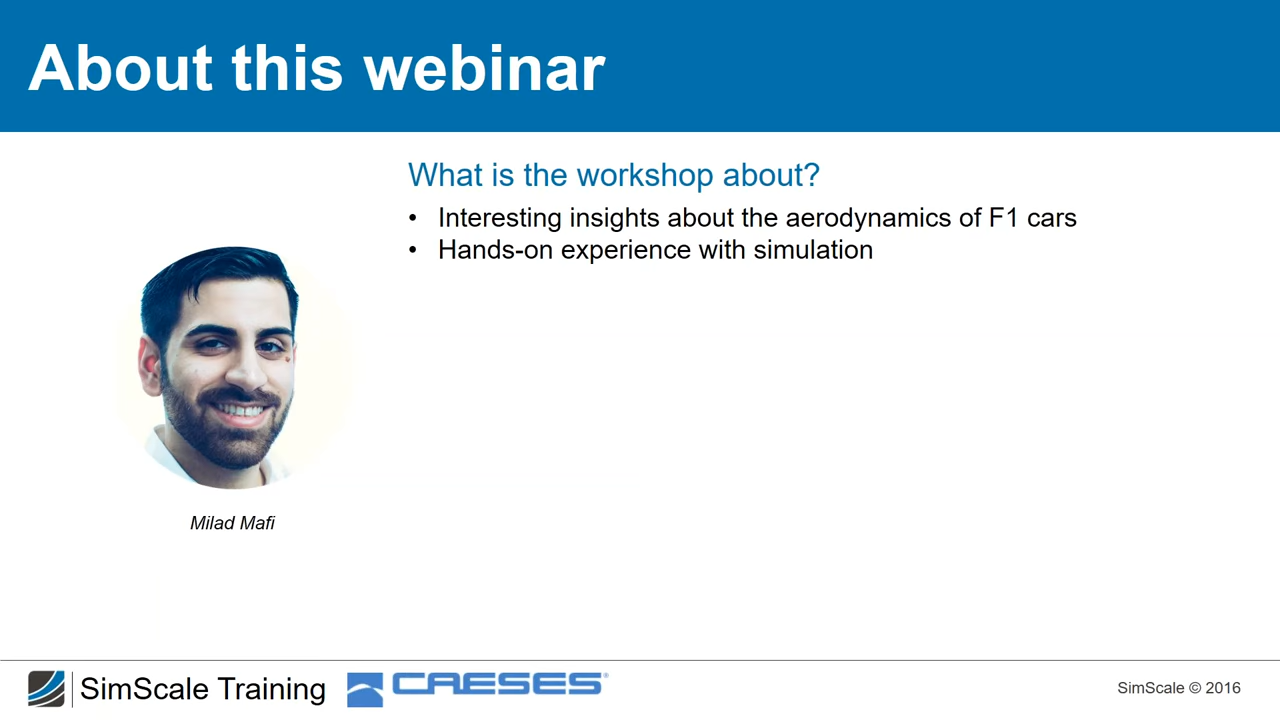 About this webinar
What is the workshop about?
• Interesting insights about the aerodynamics of F1 cars
• Hands-on experience with simulation
Milad Mafi
SimScale Training
CAESES®
SimScale © 2016